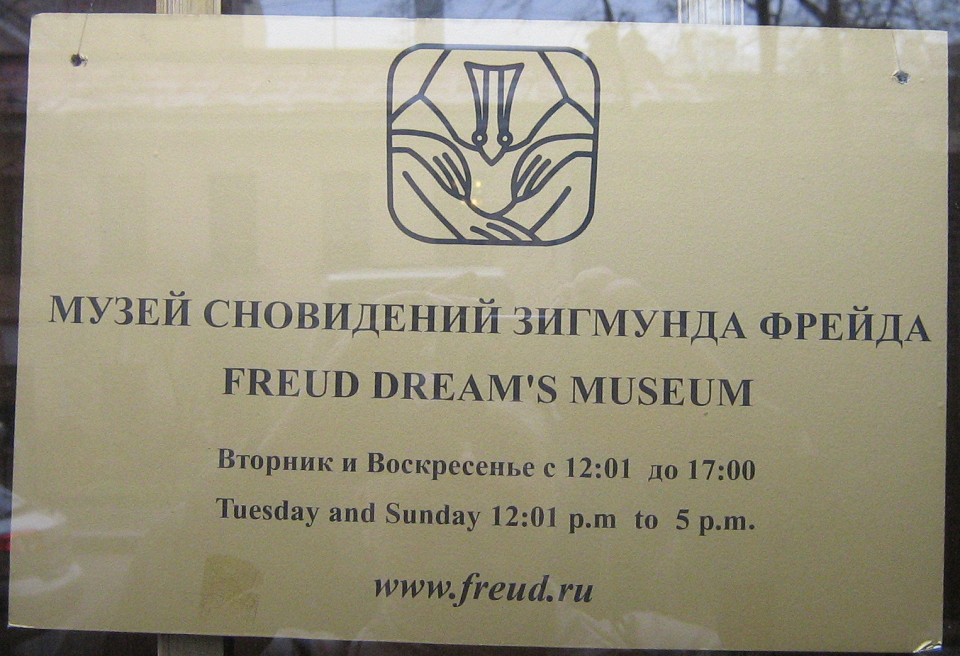 МУЗЕЙ СНОВИДЕНИЙ ЗИГМУНДА ФРЕЙДА
FREUD DREAM'S MUSEUM
Вторник и Воскресенье с 12:01 до 17:00
Tuesday and Sunday 12:01 p.m to 5 p.m.
www.freud.ru